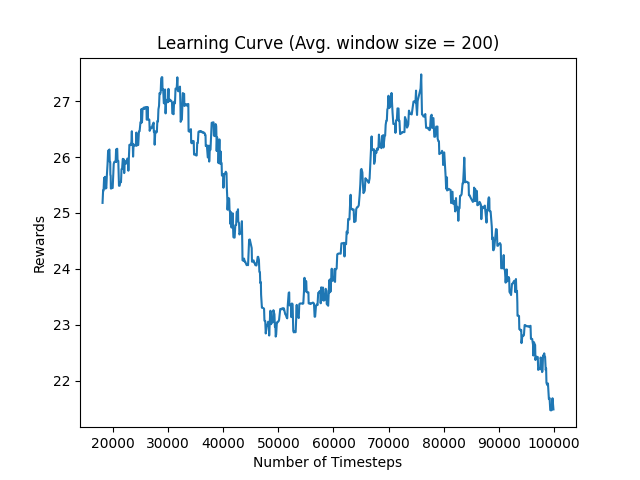 Learning Curve (Avg. window size = 200)
Rewards
27
26
25
24
23
22
20000 30000 40000 50000 60000 70000 80000 90000 100000
Number of Timesteps